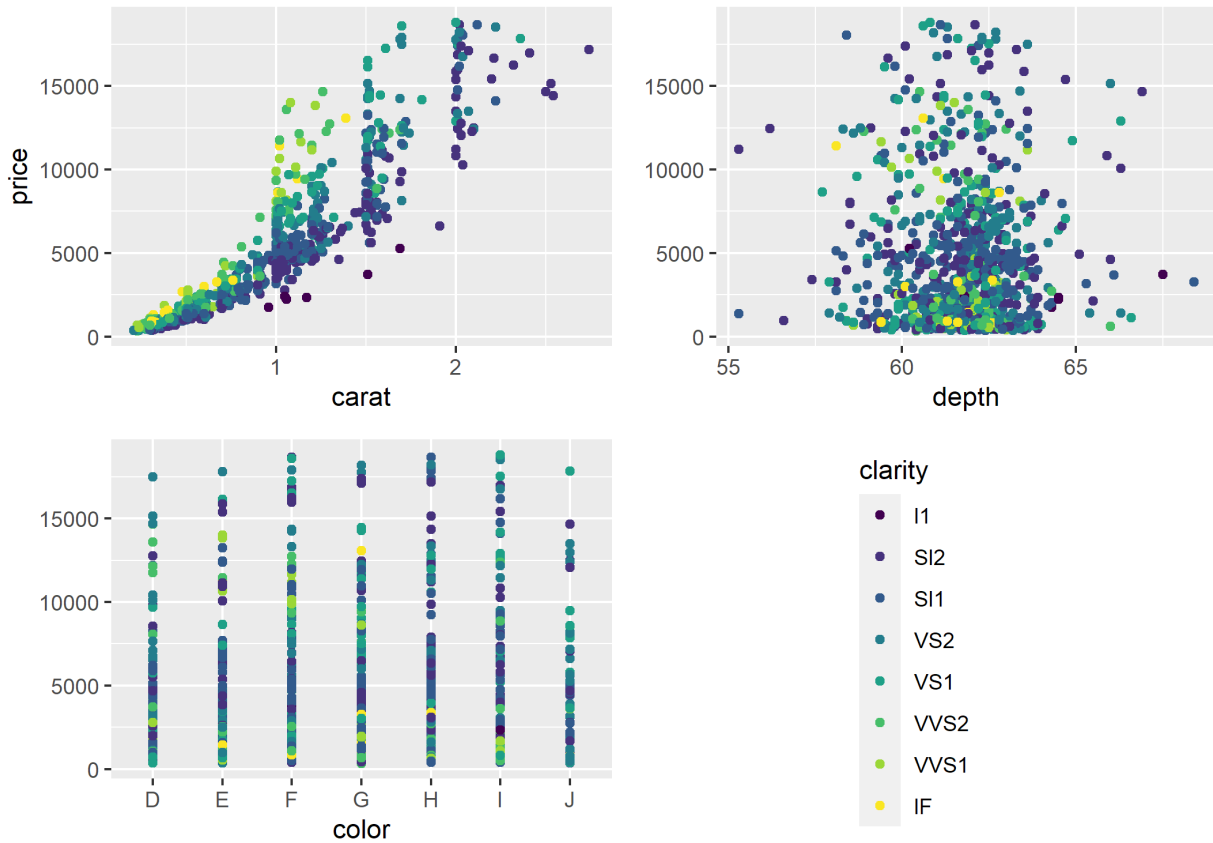 price
15000
10000
5000
0
1 2
carat
15000
10000
5000
0
55 60 65
depth
15000
10000
5000
0
D E F G H I J
color
clarity
I1
SI2
SI1
VS2
VS1
VVS2
VVS1
IF